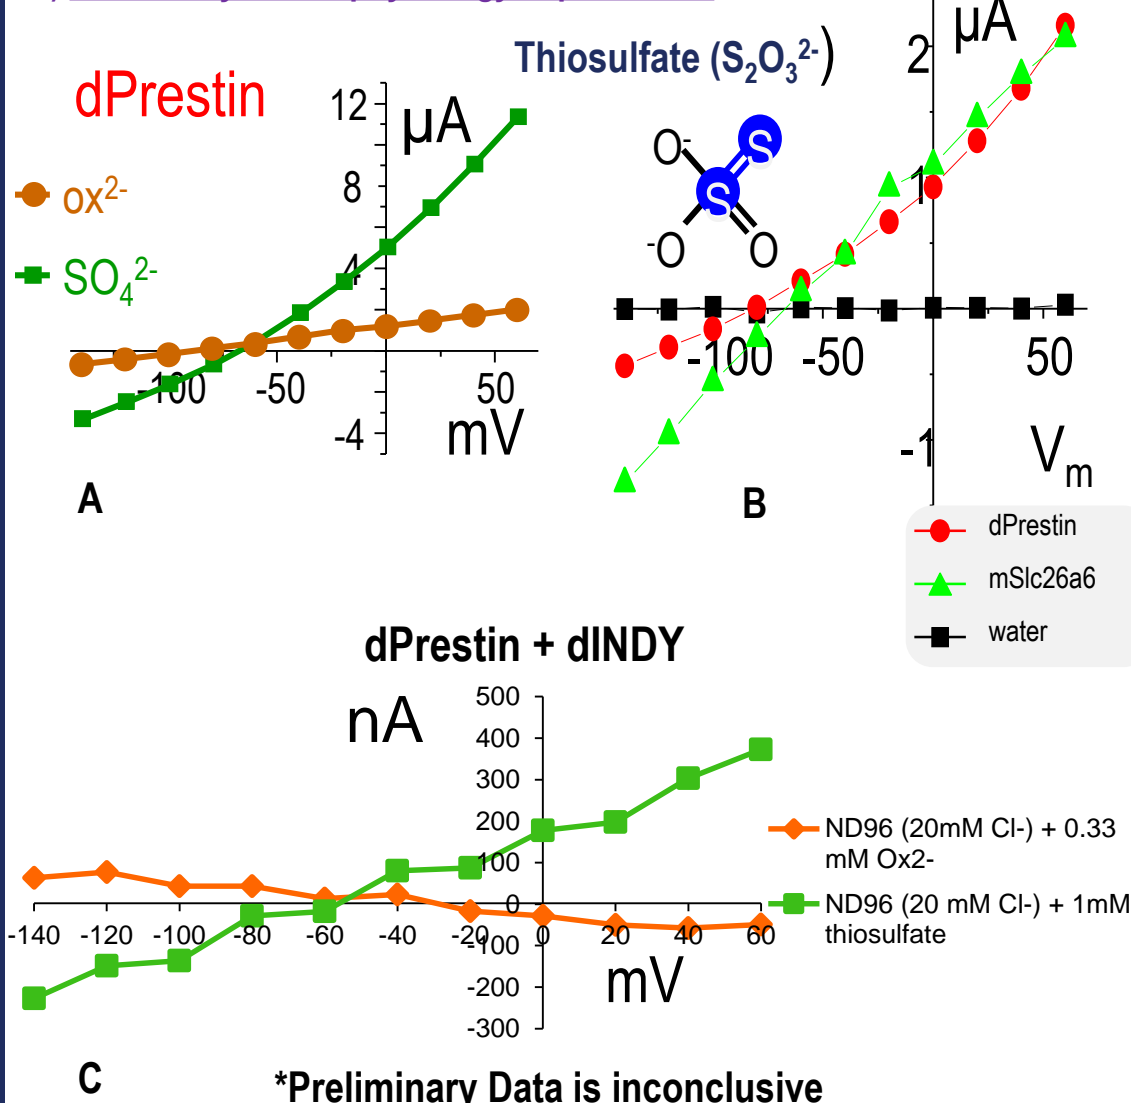 Thiosulfate (S₂O₃²⁻)
dPrestin
µA
12
8
4
-4
-100
-50
50
mV
ox²⁻
SO₄²⁻
A
O⁻
S
S
⁻O
O
µA
2
1
-1
-100
-50
50
Vₘ
B
dPrestin
mSlc26a6
water
dPrestin + dINDY
nA
500
400
300
200
100
0
-100
-200
-300
-140 -120 -100 -80 -60 -40 -20 0 20 40 60
mV
ND96 (20mM Cl-) + 0.33
mM Ox2-
ND96 (20 mM Cl-) + 1mM
thiosulfate
C
*Preliminary Data is inconclusive